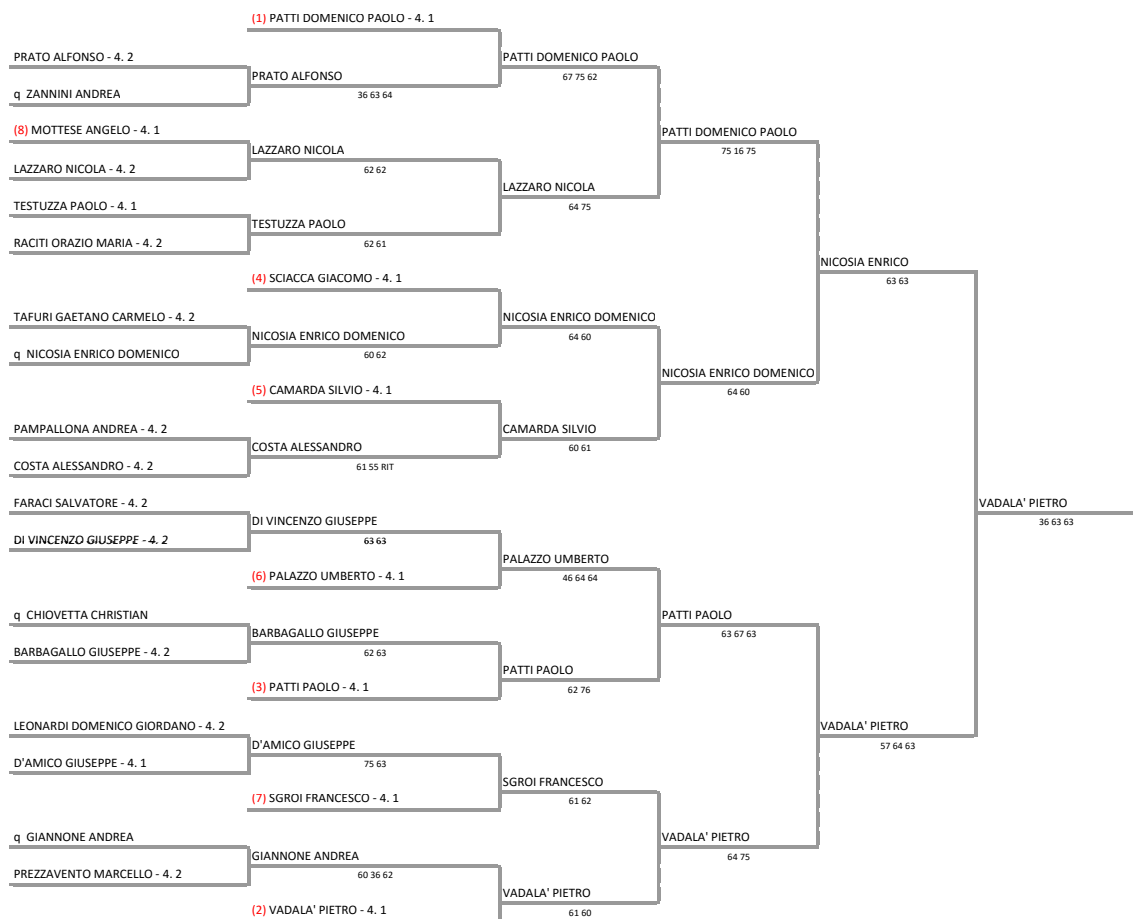 (1) PATTI DOMENICO PAOLO - 4. 1
PRATO ALFONSO - 4. 2
PATTI DOMENICO PAOLO
PRATO ALFONSO
67 75 62
q ZANNINI ANDREA
36 63 64
(8) MOTTESE ANGELO - 4. 1
PATTI DOMENICO PAOLO
LAZZARO NICOLA
75 16 75
LAZZARO NICOLA - 4. 2
62 62
LAZZARO NICOLA
TESTUZZA PAOLO - 4. 1
64 75
TESTUZZA PAOLO
RACITI ORAZIO MARIA - 4. 2
62 61
NICOSIA ENRICO
(4) SCIACCA GIACOMO - 4. 1
63 63
TAFURI GAETANO CARMELO - 4. 2
NICOSIA ENRICO DOMENICO
NICOSIA ENRICO DOMENICO
64 60
q NICOSIA ENRICO DOMENICO
60 62
NICOSIA ENRICO DOMENICO
(5) CAMARDA SILVIO - 4. 1
64 60
PAMPALLONA ANDREA - 4. 2
CAMARDA SILVIO
COSTA ALESSANDRO
60 61
COSTA ALESSANDRO - 4. 2
61 55 RIT
FARACI SALVATORE - 4. 2
VADALA' PIETRO
DI VINCENZO GIUSEPPE
36 63 63
DI VINCENZO GIUSEPPE - 4. 2
63 63
PALAZZO UMBERTO
(6) PALAZZO UMBERTO - 4. 1
46 64 64
q CHIOVETTA CHRISTIAN
PATTI PAOLO
BARBAGALLO GIUSEPPE
63 67 63
BARBAGALLO GIUSEPPE - 4. 2
62 63
PATTI PAOLO
(3) PATTI PAOLO - 4. 1
62 76
LEONARDI DOMENICO GIORDANO - 4. 2
VADALA' PIETRO
D'AMICO GIUSEPPE
57 64 63
D'AMICO GIUSEPPE - 4. 1
75 63
SGROI FRANCESCO
(7) SGROI FRANCESCO - 4. 1
61 62
q GIANNONE ANDREA
VADALA' PIETRO
GIANNONE ANDREA
64 75
PREZZAVENTO MARCELLO - 4. 2
60 36 62
VADALA' PIETRO
(2) VADALA' PIETRO - 4. 1
61 60